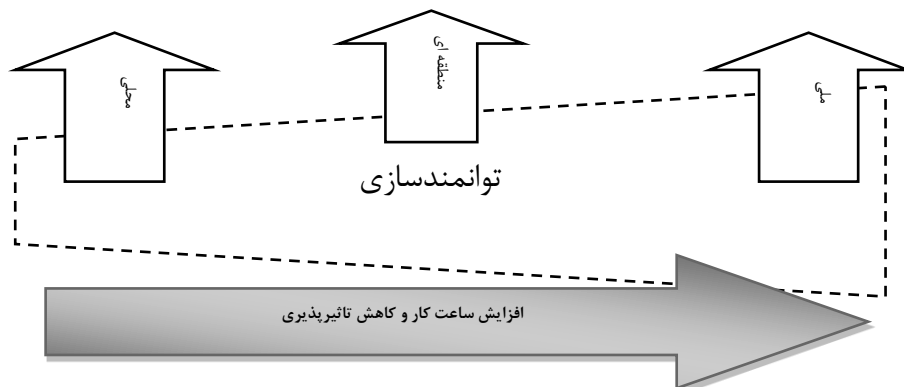 ملی
منطقه ای
محلی
توانمندسازی
افزایش ساعت کار و کاهش تاثیرپذیری